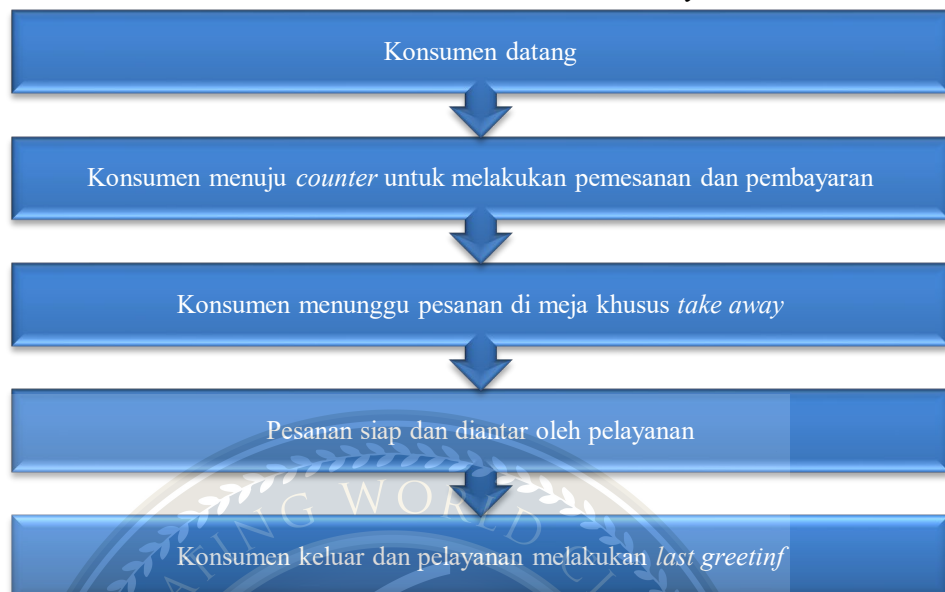 Konsumen datang
Konsumen menuju counter untuk melakukan pemesanan dan pembayaran
Konsumen menunggu pesanan di meja khusus take away
Pesanan siap dan diantar oleh pelayanan
WORLD
Konsumen keluar dan pelayanan melakukan last greetinf